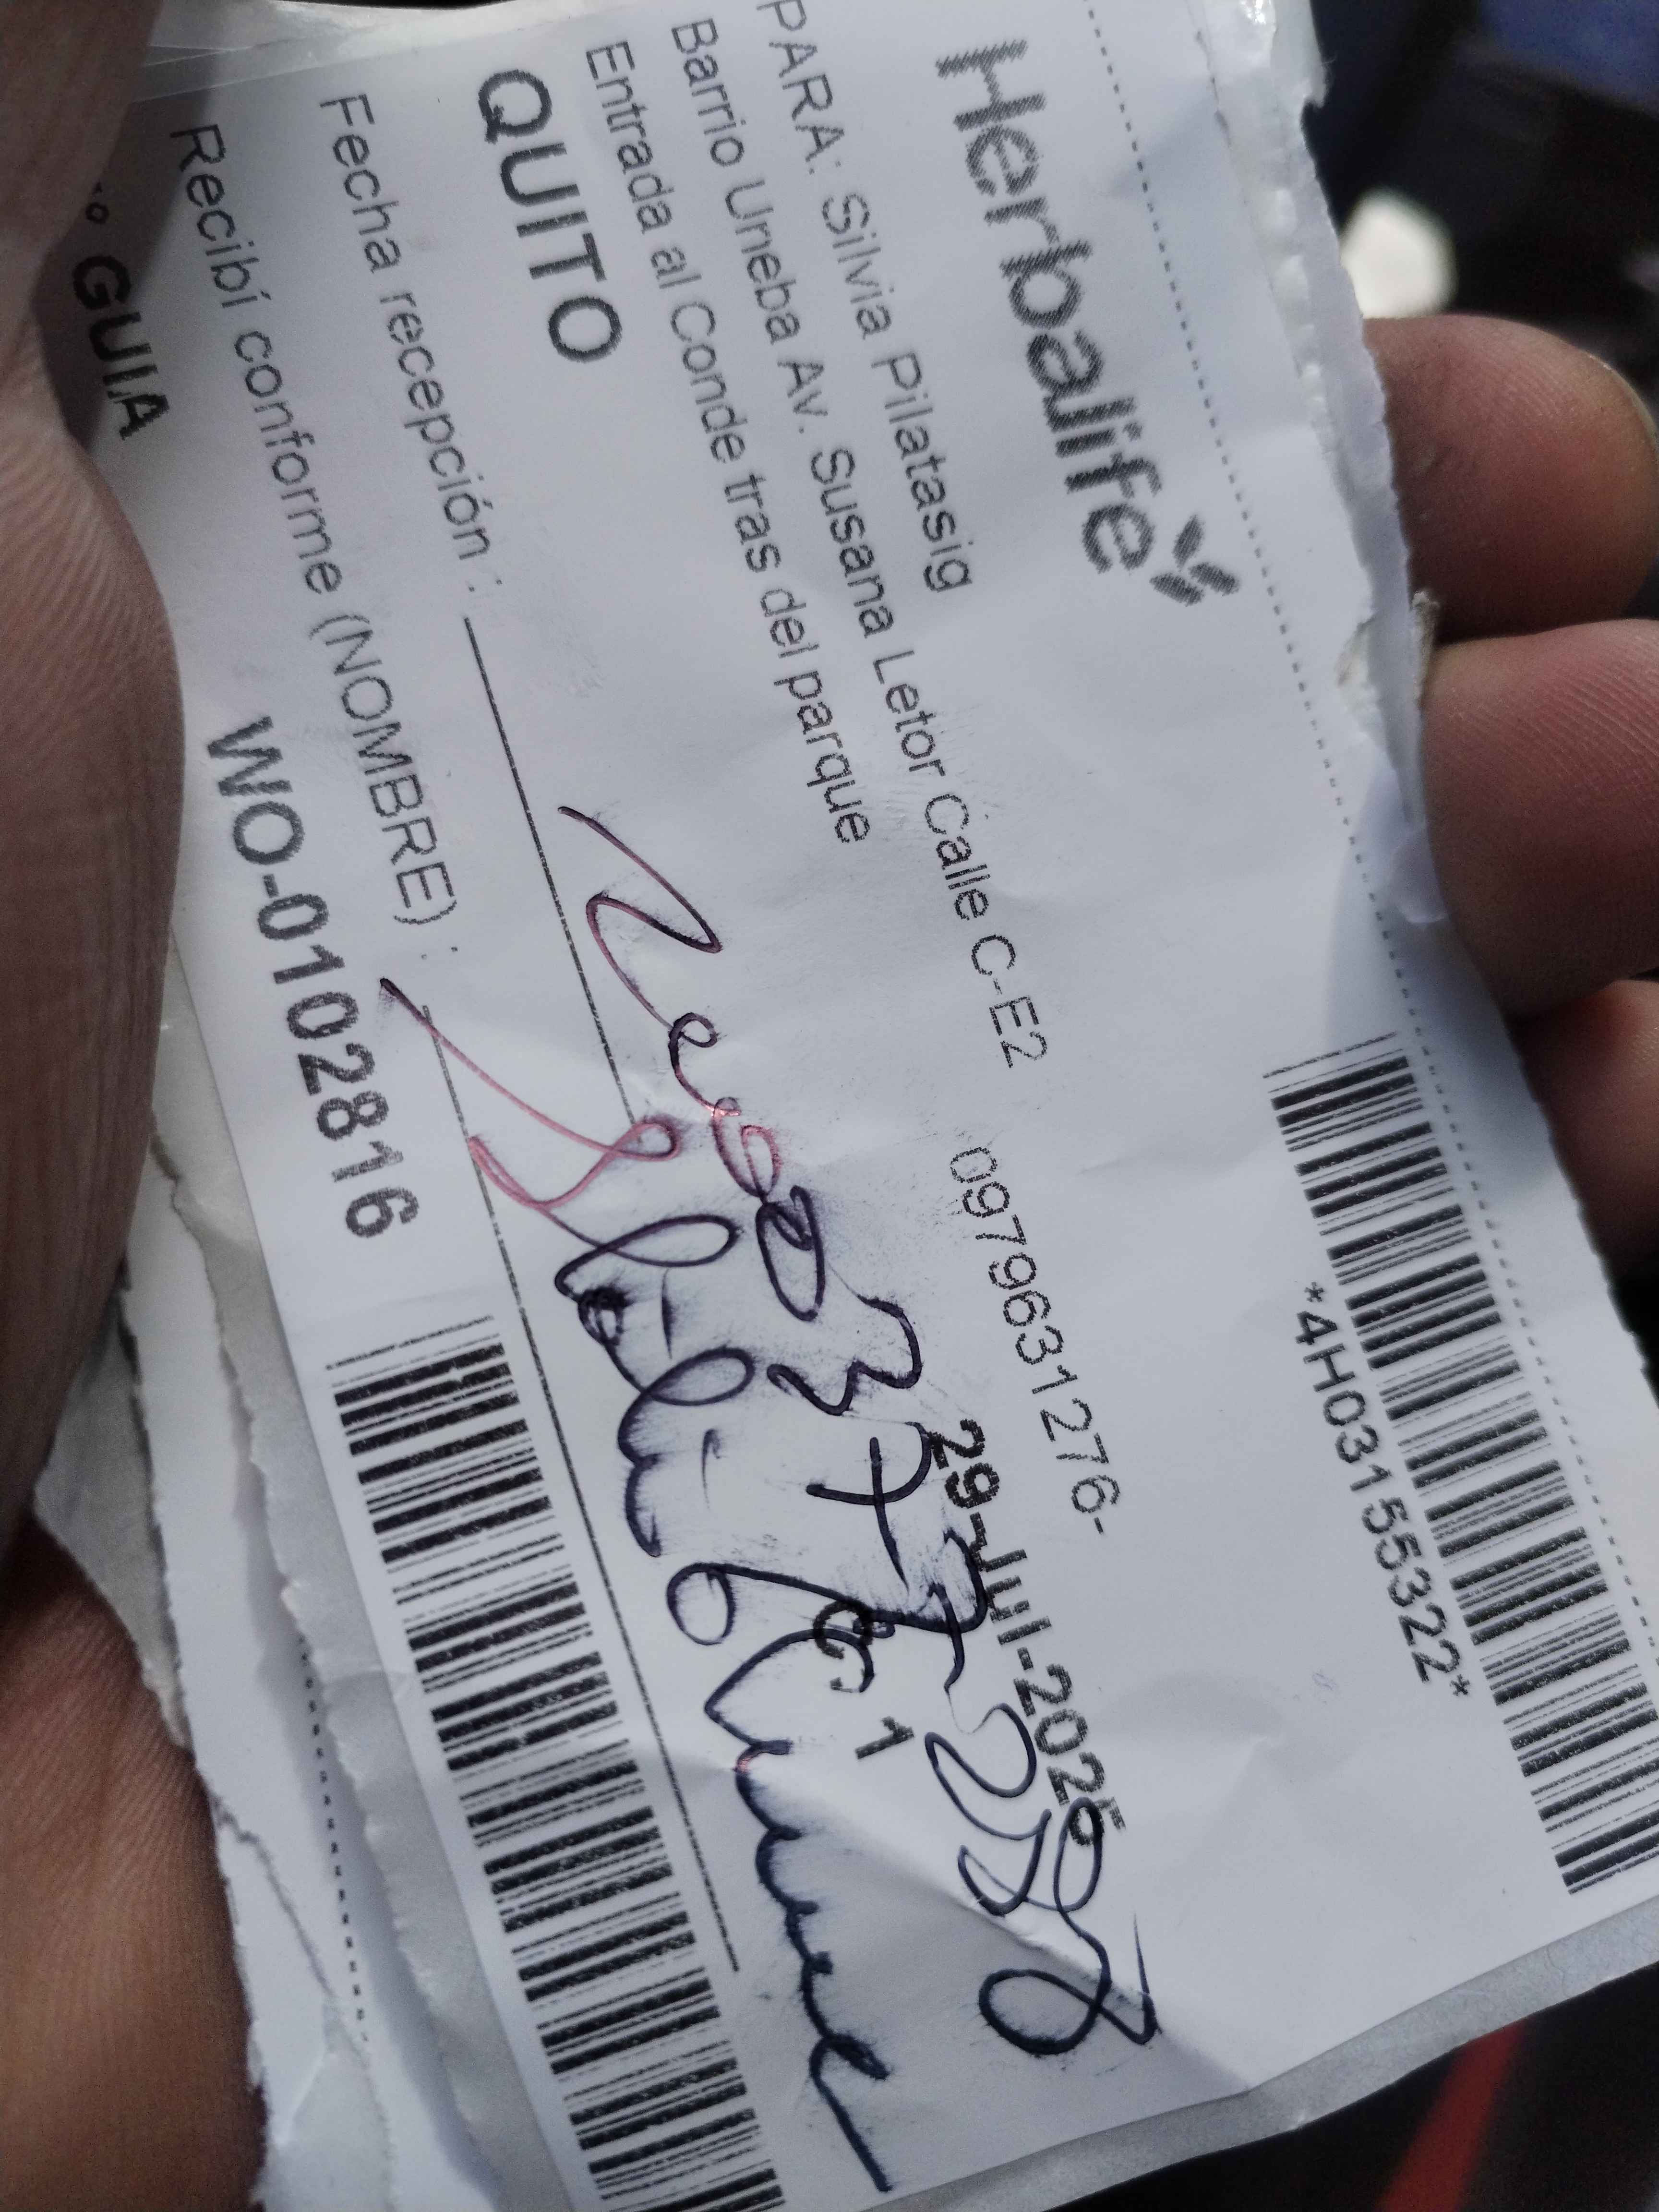 *4H03155322*
Herbalife
PARA: Silvia Pilatasig
Barrio Uneba Av. Susana Letor Calle C-E2 0979631276-
Entrada al Conde tras del parque
29-Jul-2025
QUITO
1
Fecha recepción :
Recibí conforme (NOMBRE) :
GUIA WO-0102816